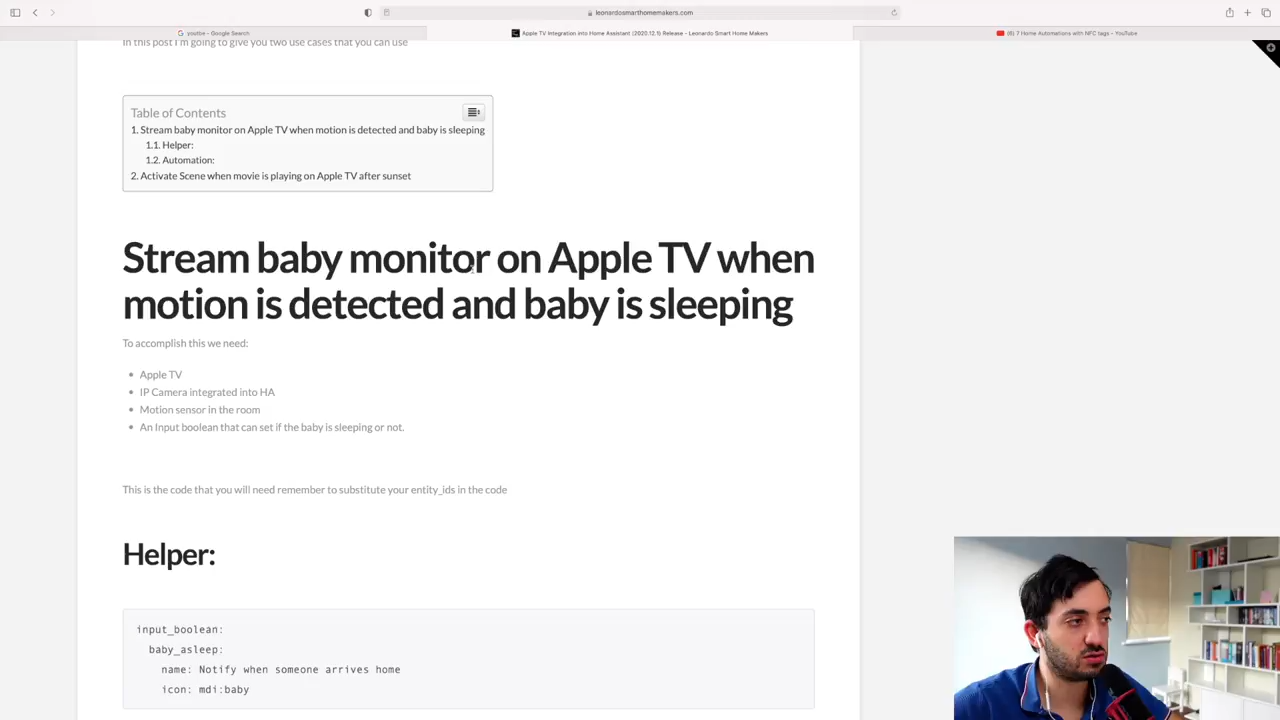 leonardosmarthomemakers.com
youtbe - Google Search
Apple TV Integration into Home Assistant (2020.12.1) Release - Leonardo Smart Home Makers
(6) 7 Home Automations with NFC tags - YouTube
In this post I'm going to give you two use cases that you can use
Table of Contents
1. Stream baby monitor on Apple TV when motion is detected and baby is sleeping
1.1. Helper:
1.2. Automation:
2. Activate Scene when movie is playing on Apple TV after sunset
Stream baby monitor on Apple TV when
motion is detected and baby is sleeping
To accomplish this we need:
Apple TV
IP Camera integrated into HA
Motion sensor in the room
An Input boolean that can set if the baby is sleeping or not.
This is the code that you will need remember to substitute your entity_ids in the code
Helper:
input_boolean:
baby_asleep:
name: Notify when someone arrives home
icon: mdi:baby